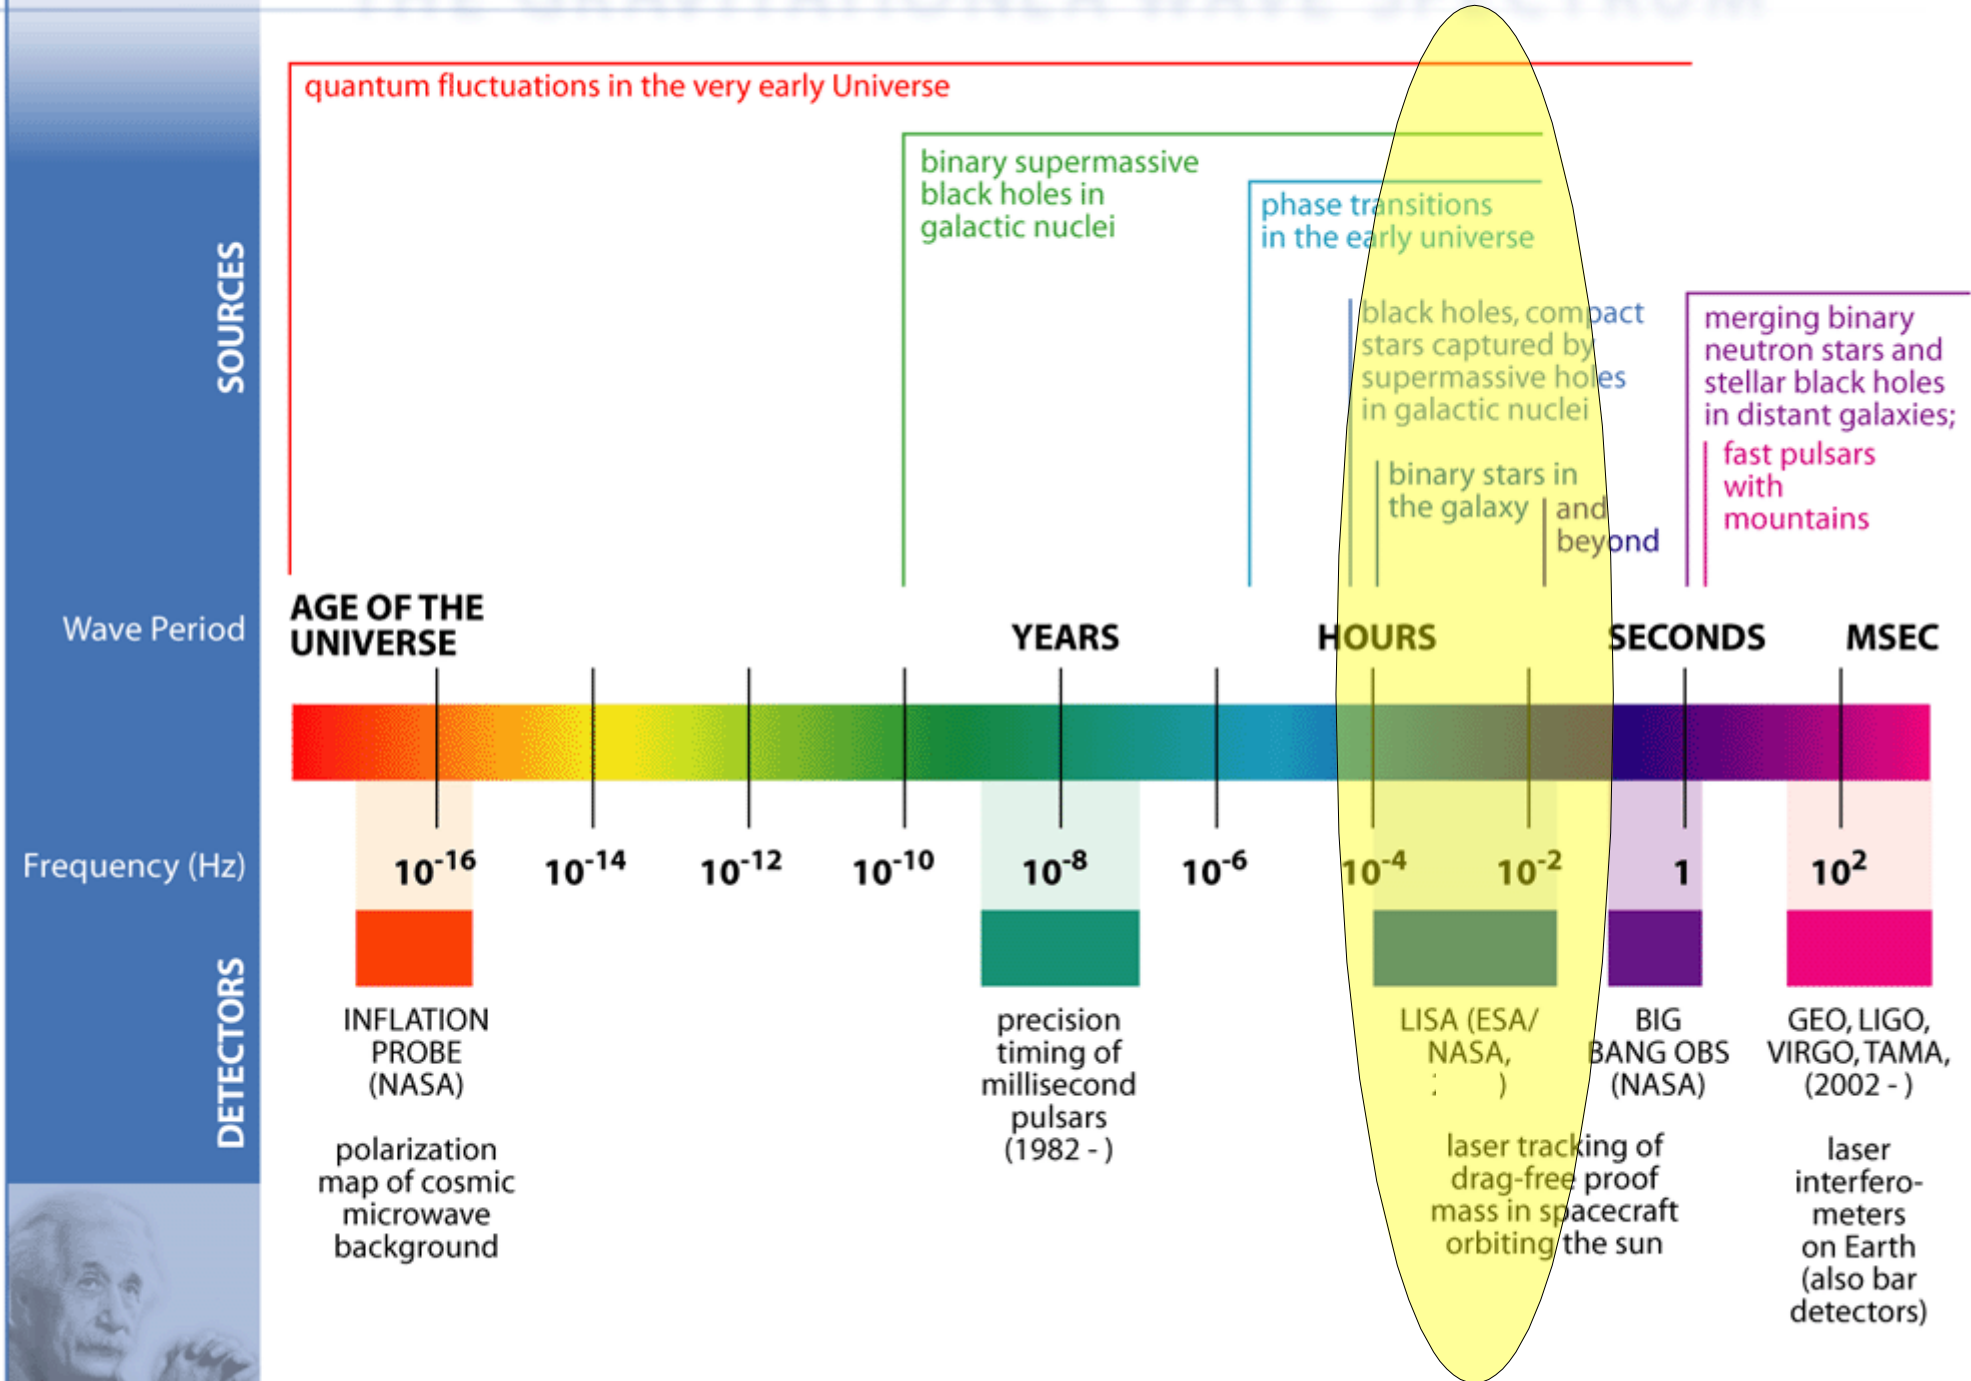 THE GRAVITATIONAL WAVE SPECTRUM
quantum fluctuations in the very early Universe
binary supermassive
black holes in
galactic nuclei
phase transitions
in the early universe
black holes, compact
stars captured by
supermassive holes
in galactic nuclei
binary stars in
the galaxy
and
beyond
merging binary
neutron stars and
stellar black holes
in distant galaxies;
fast pulsars
with
mountains
SOURCES
Wave Period
AGE OF THE
UNIVERSE
YEARS
HOURS
SECONDS
MSEC
Frequency (Hz)
10⁻¹⁶
10⁻¹⁴
10⁻¹²
10⁻¹⁰
10⁻⁸
10⁻⁶
10⁻⁴
10⁻²
1
10²
DETECTORS
INFLATION
PROBE
(NASA)
polarization
map of cosmic
microwave
background
precision
timing of
millisecond
pulsars
(1982 - )
LISA (ESA/
NASA,
)
BIG
BANG OBS
(NASA)
laser tracking of
drag-free proof
mass in spacecraft
orbiting the sun
GEO, LIGO,
VIRGO, TAMA,
(2002 - )
laser
interfero-
meters
on Earth
(also bar
detectors)